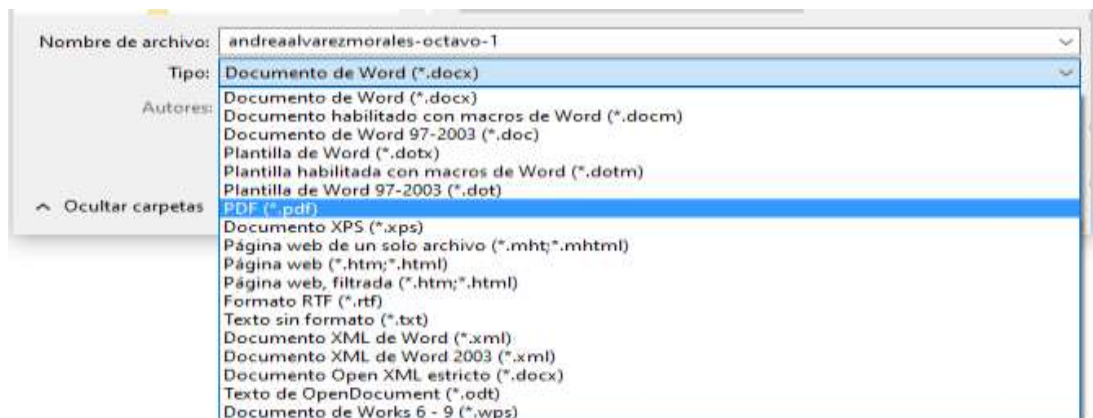 Nombre de archivo: andreaalvarezmorales-octavo-1
Tipo: Documento de Word (*.docx)
Autores:
Documento de Word (*.docx)
Documento habilitado con macros de Word (*.docm)
Documento de Word 97-2003 (*.doc)
Plantilla de Word (*.dotx)
Plantilla habilitada con macros de Word (*.dotm)
Plantilla de Word 97-2003 (*.dot)
Ocultar carpetas
PDF (*.pdf)
Documento XPS (*.xps)
Página web de un solo archivo (*.mht;*.mhtml)
Página web (*.htm;*.html)
Página web, filtrada (*.htm;*.html)
Formato RTF (*.rtf)
Texto sin formato (*.txt)
Documento XML de Word (*.xml)
Documento XML de Word 2003 (*.xml)
Documento Open XML estricto (*.docx)
Texto de OpenDocument (*.odt)
Documento de Works 6 - 9 (*.wps)